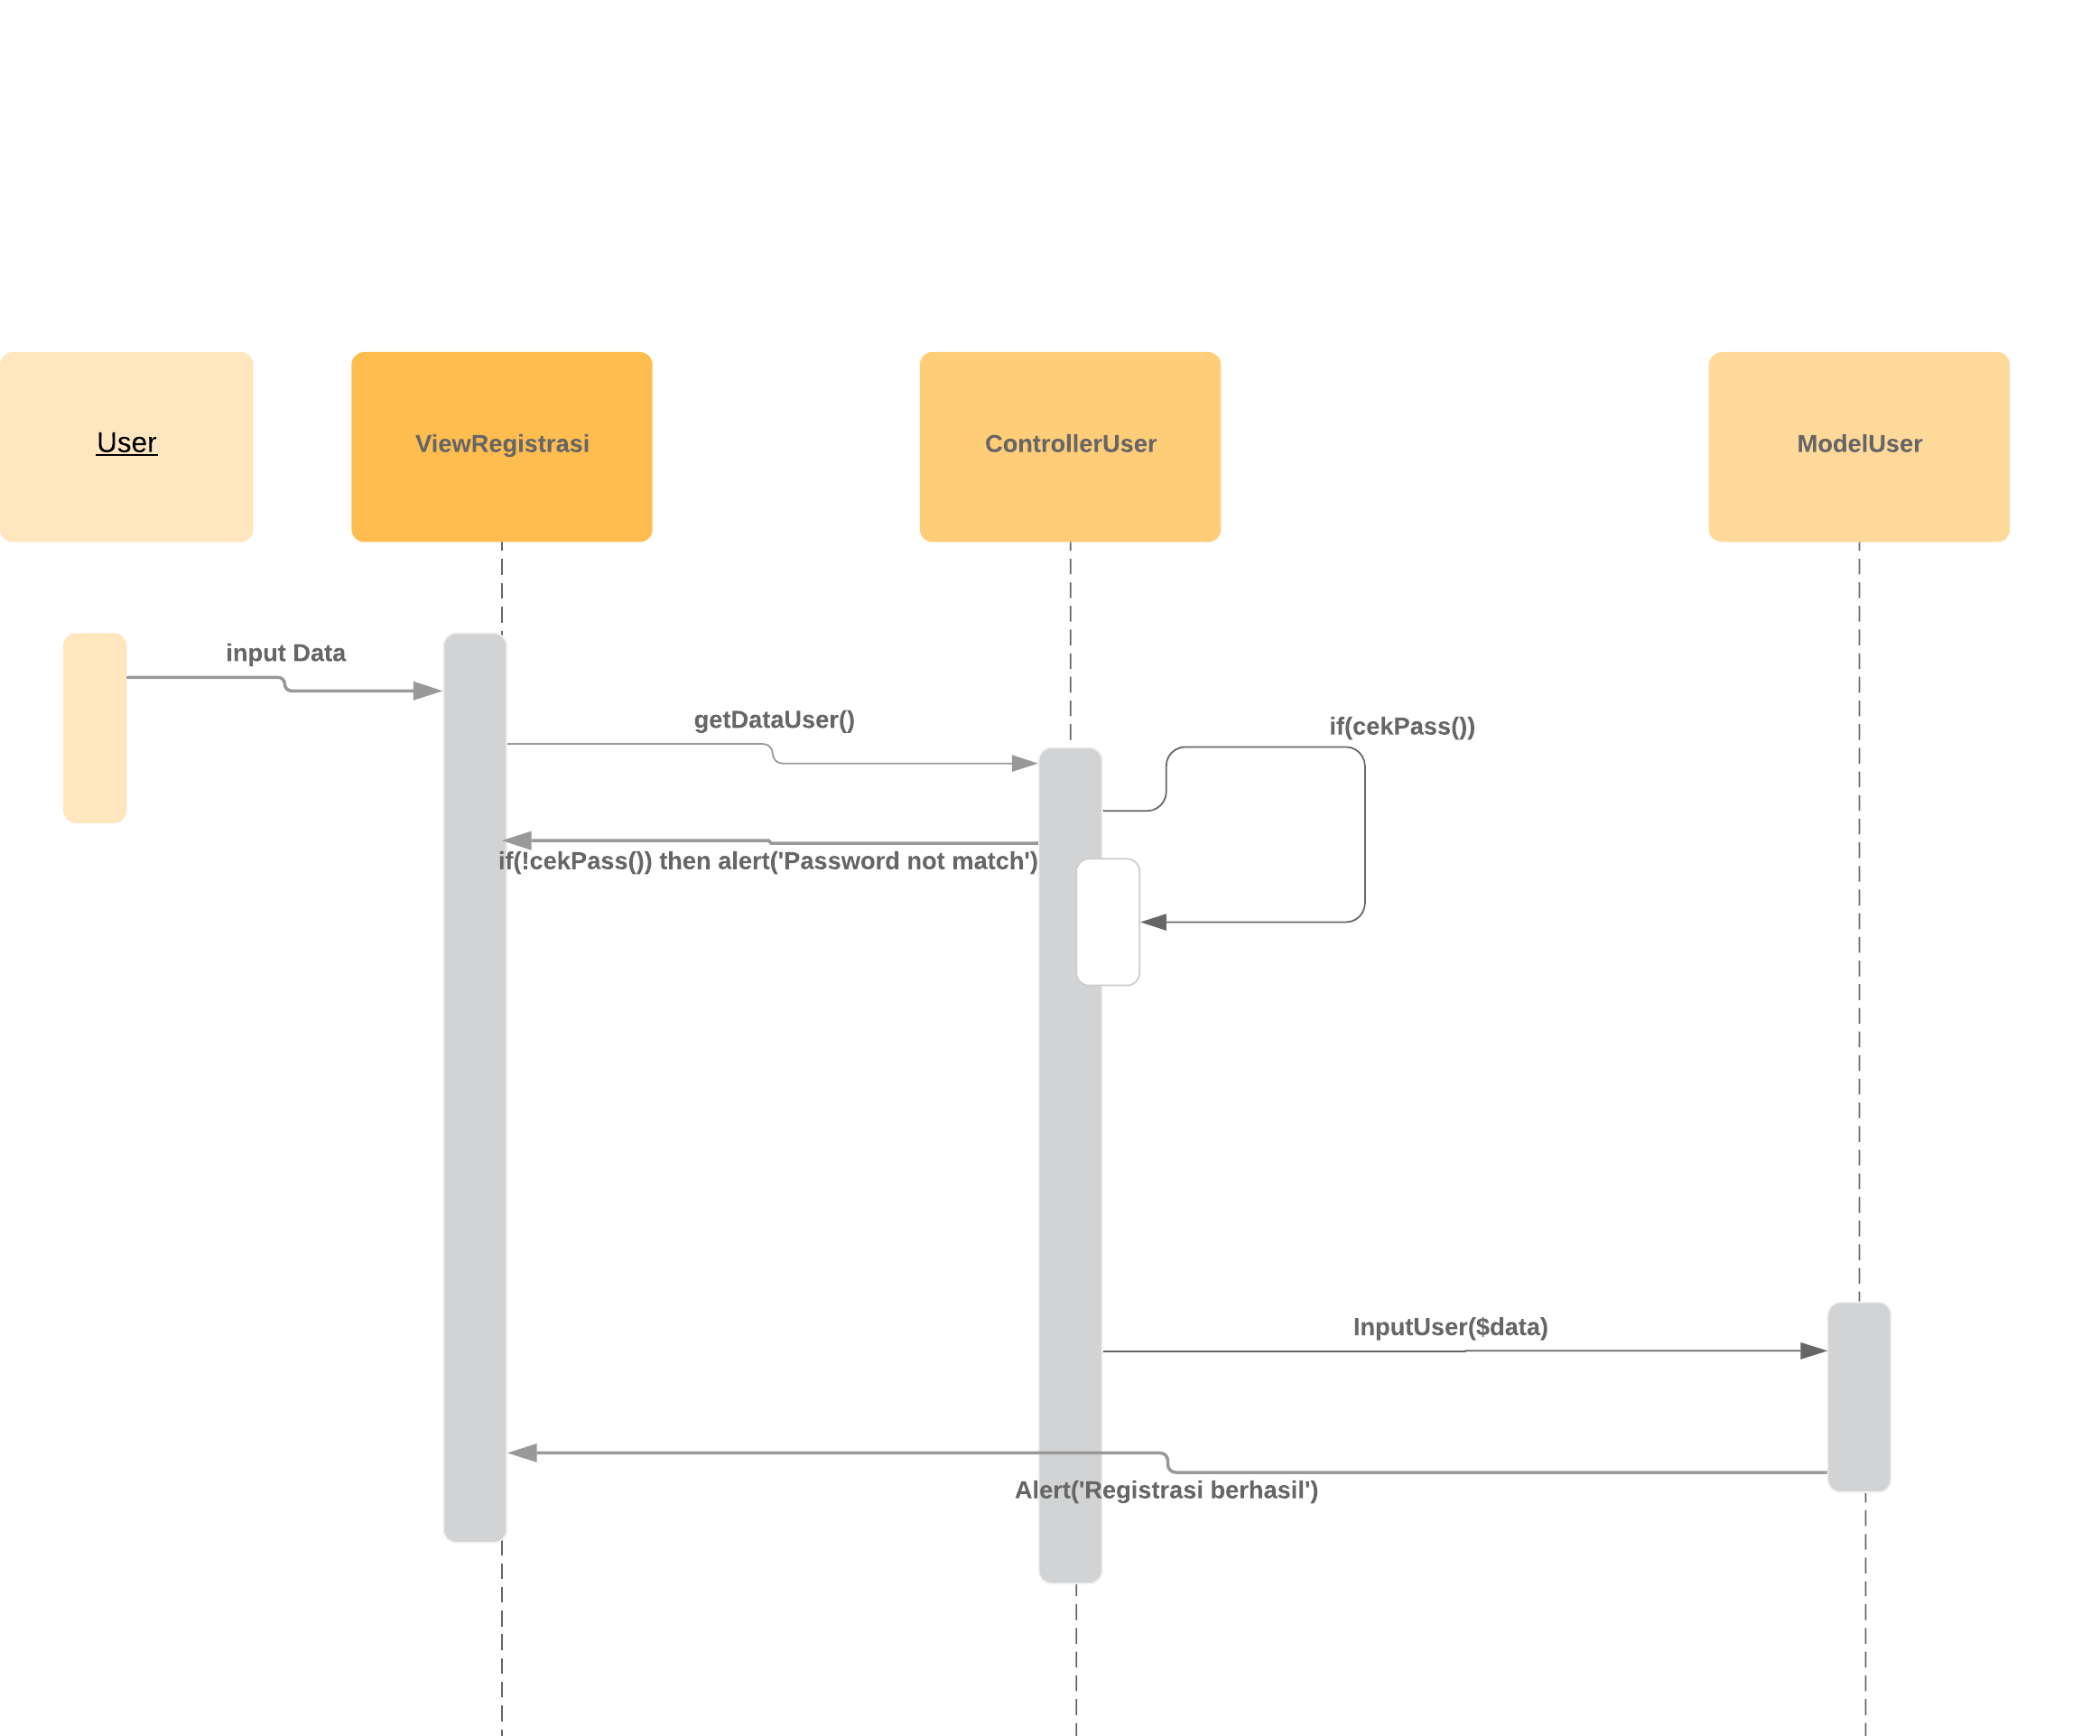 User
ViewRegistrasi
ControllerUser
ModelUser
input Data
getDataUser()
if(cekPass())
if(!cekPass()) then alert('Password not match')
InputUser($data)
Alert('Registrasi berhasil')